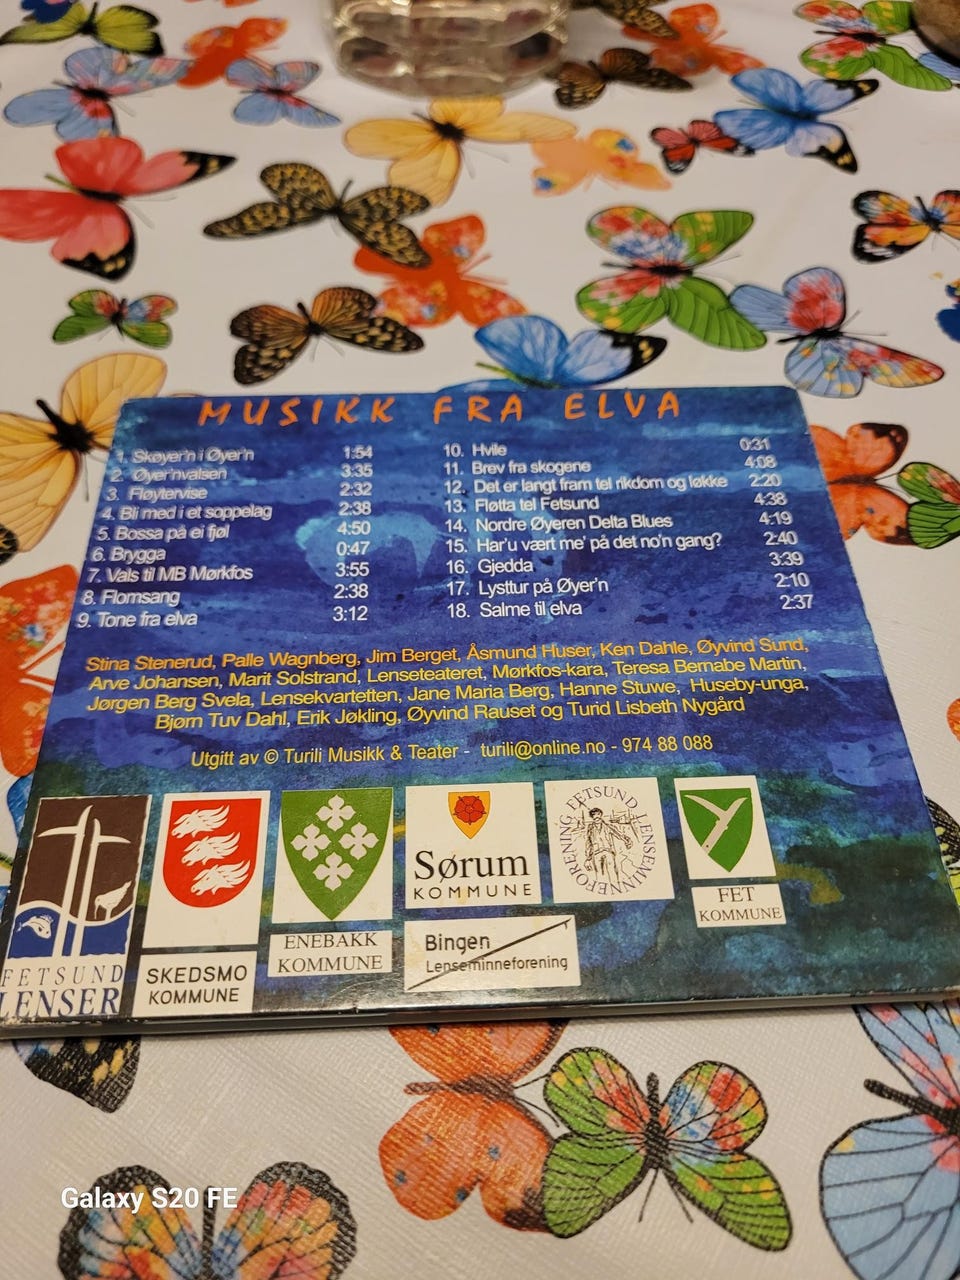 MUSIKK FRA ELVA
1. Skøyer'n i Øyer'n 1:54
2. Øyer'nvalsen 3:35
3. Fløytervise 2:32
4. Bli med i et soppelag 2:38
5. Bossa på ei fjøl 4:50
6. Brygga 0:47
7. Vals til MB Mørkfos 3:55
8. Flomsang 2:38
9. Tone fra elva 3:12
10. Hvile 0:31
11. Brev fra skogene 4:08
12. Det er langt fram tel rikdom og løkke 2:20
13. Fløtta tel Fetsund 4:38
14. Nordre Øyeren Delta Blues 4:19
15. Har'u vært me' på det no'n gang? 2:40
16. Gjedda 3:39
17. Lysttur på Øyer'n 2:10
18. Salme til elva 2:37
Stina Stenerud, Palle Wagnberg, Jim Berget, Åsmund Huser, Ken Dahle, Øyvind Sund,
Arve Johansen, Marit Solstrand, Lenseteateret, Mørkfos-kara, Teresa Bernabe Martin,
Jørgen Berg Svela, Lensekvartetten, Jane Maria Berg, Hanne Stuwe, Huseby-unga,
Bjørn Tuv Dahl, Erik Jøkling, Øyvind Rauset og Turid Lisbeth Nygård
Utgitt av © Turili Musikk & Teater - turili@online.no - 974 88 088
FETSUND
LENSER
SKEDSMO
KOMMUNE
ENEBAKK
KOMMUNE
Sørum
KOMMUNE
Bingen
Lenseminneforening
FETSUND LENSEMINNEFORENING
FET
KOMMUNE
Galaxy S20 FE